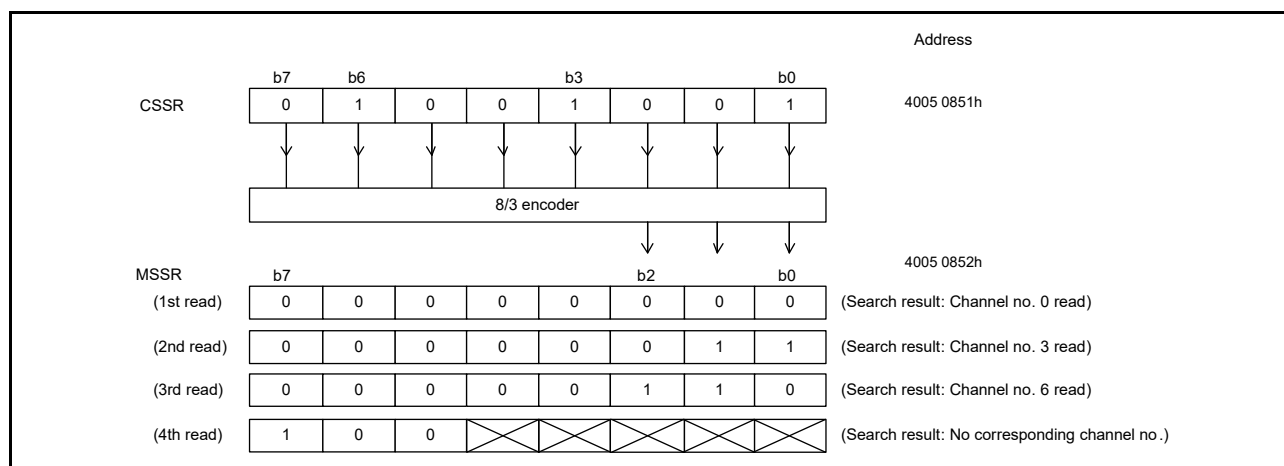 Address
b7 b6 b3 b0
CSSR 0 1 0 0 1 0 0 1 4005 0851h
8/3 encoder
4005 0852h
MSSR b7 b2 b0
(1st read) 0 0 0 0 0 0 0 0 (Search result: Channel no. 0 read)
(2nd read) 0 0 0 0 0 0 1 1 (Search result: Channel no. 3 read)
(3rd read) 0 0 0 0 0 1 1 0 (Search result: Channel no. 6 read)
(4th read) 1 0 0 (Search result: No corresponding channel no.)